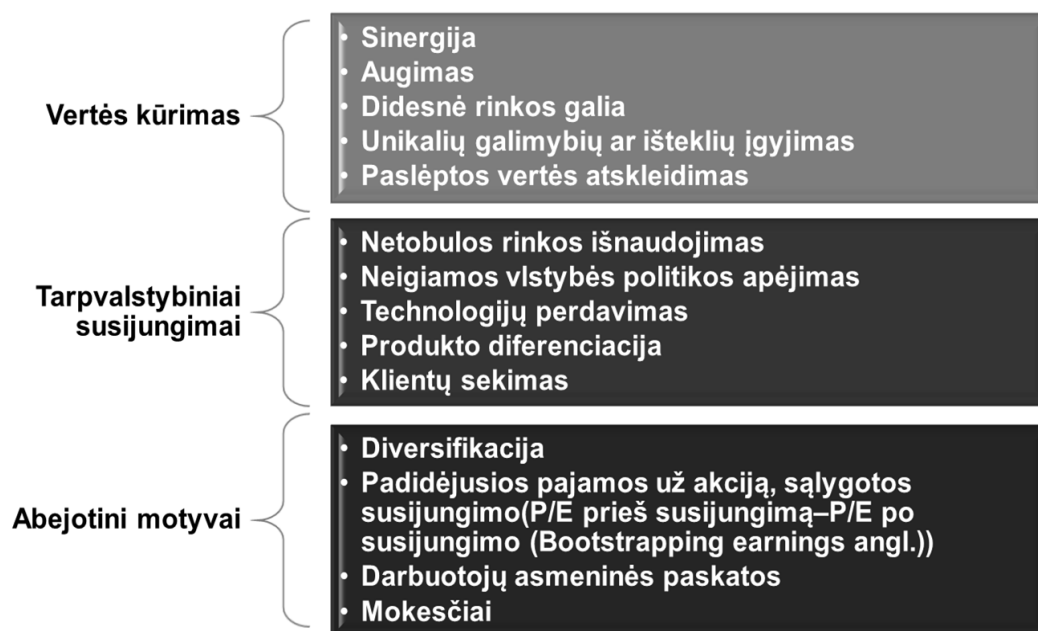 Vertės kūrimas
• Sinergija
• Augimas
• Didesnė rinkos galia
• Unikalių galimybių ar išteklių įgyjimas
• Paslėptos vertės atskleidimas
Tarpvalstybiniai
susijungimai
• Netobulos rinkos išnaudojimas
• Neigiamos vlstybės politikos apėjimas
• Technologijų perdavimas
• Produkto diferenciacija
• Klientų sekimas
Abejotini motyvai
• Diversifikacija
• Padidėjusios pajamos už akciją, sąlygotos
susijungimo(P/E prieš susijungimą–P/E po
susijungimo (Bootstrapping earnings angl.))
• Darbuotojų asmeninės paskatos
• Mokesčiai